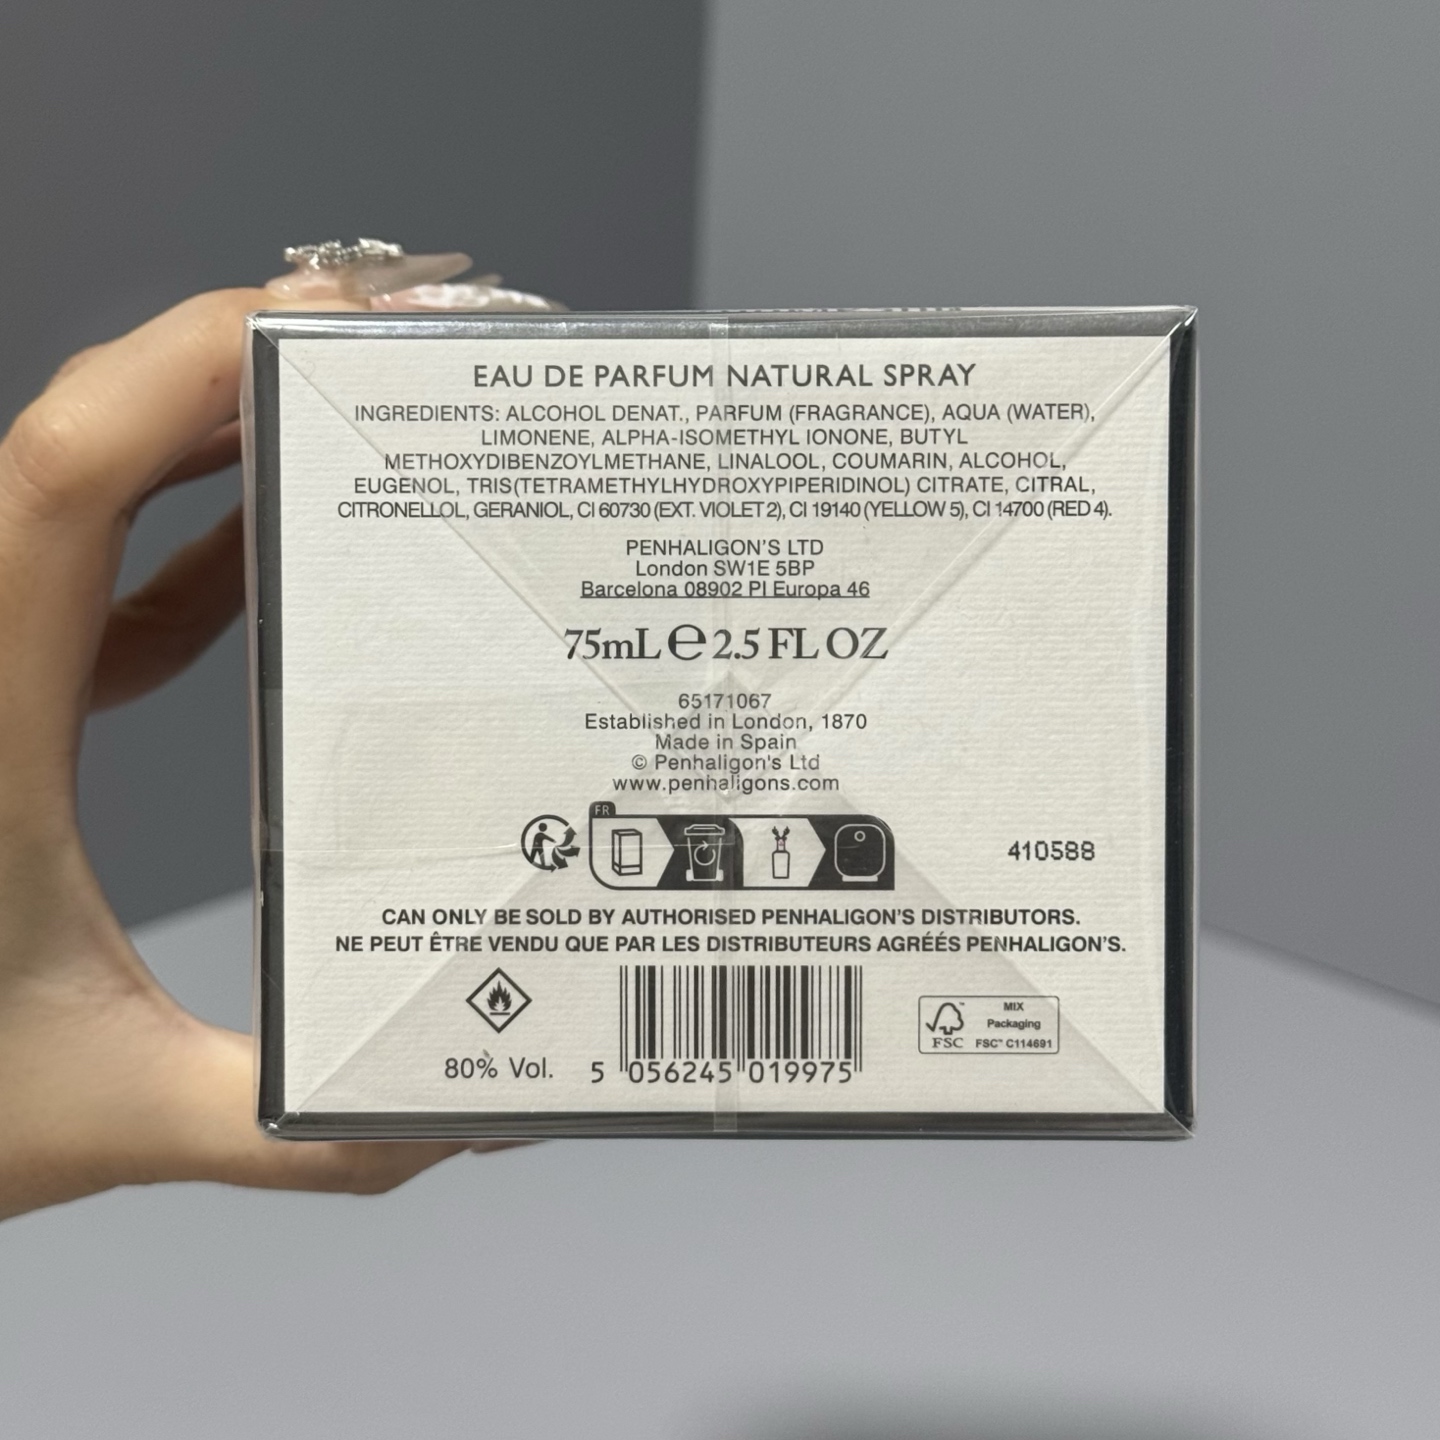 EAU DE PARFUM NATURAL SPRAY
INGREDIENTS: ALCOHOL DENAT., PARFUM (FRAGRANCE), AQUA (WATER),
LIMONENE, ALPHA-ISOMETHYL IONONE, BUTYL
METHOXYDIBENZOYLMETHANE, LINALOOL, COUMARIN, ALCOHOL,
EUGENOL, TRIS(TETRAMETHYLHYDROXYPIPERIDINOL) CITRATE, CITRAL,
CITRONELLOL, GERANIOL, CI 60730 (EXT. VIOLET 2), CI 19140 (YELLOW 5), CI 14700 (RED 4).
PENHALIGON'S LTD
London SW1E 5BP
Barcelona 08902 Pl Europa 46
75mL e 2.5 FL OZ
65171067
Established in London, 1870
Made in Spain
© Penhaligon's Ltd
www.penhaligons.com
FR
410588
CAN ONLY BE SOLD BY AUTHORISED PENHALIGON'S DISTRIBUTORS.
NE PEUT ÊTRE VENDU QUE PAR LES DISTRIBUTEURS AGRÉÉS PENHALIGON'S.
80% Vol.
5 056245 019975
FSC™
MIX
Packaging
FSC™ C114691